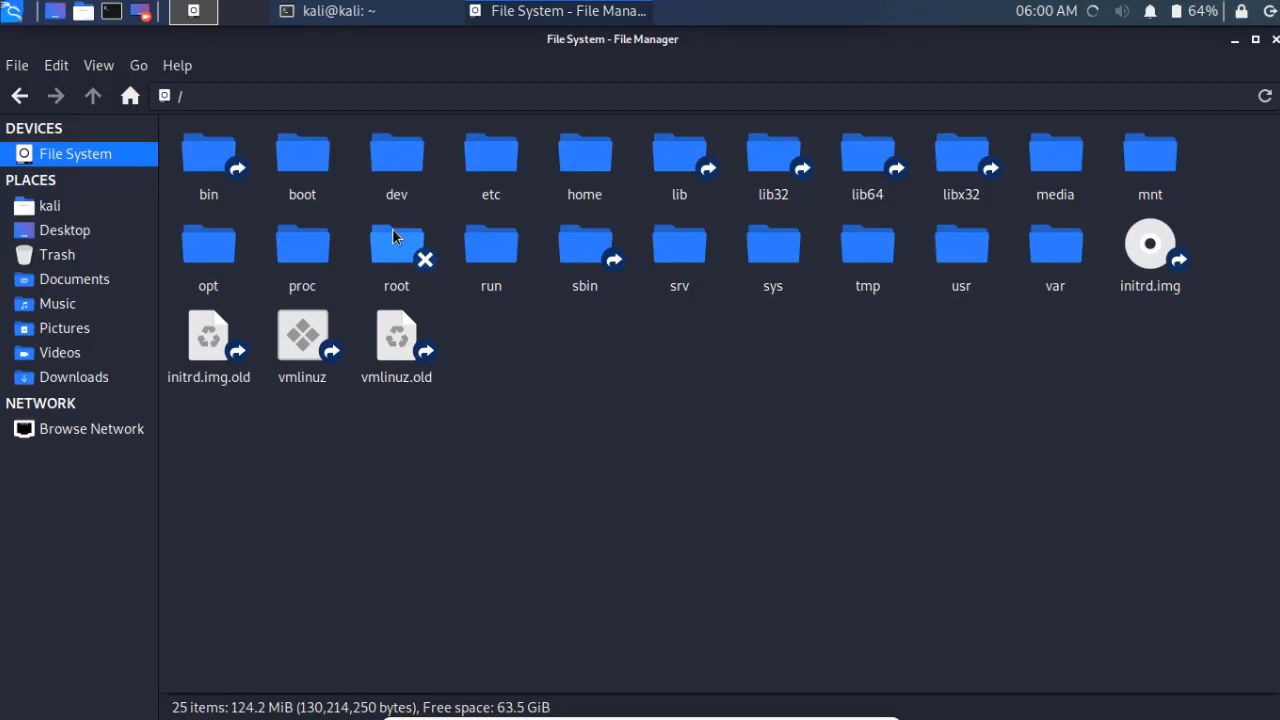 kali@kali: ~
File System - File Mana...
06:00 AM
64%
File System - File Manager
File Edit View Go Help
/
DEVICES
File System
PLACES
kali
Desktop
Trash
Documents
Music
Pictures
Videos
Downloads
NETWORK
Browse Network
bin boot dev etc home lib lib32 lib64 libx32 media mnt
opt proc root run sbin srv sys tmp usr var initrd.img
initrd.img.old vmlinuz vmlinuz.old
25 items: 124.2 MiB (130,214,250 bytes), Free space: 63.5 GiB